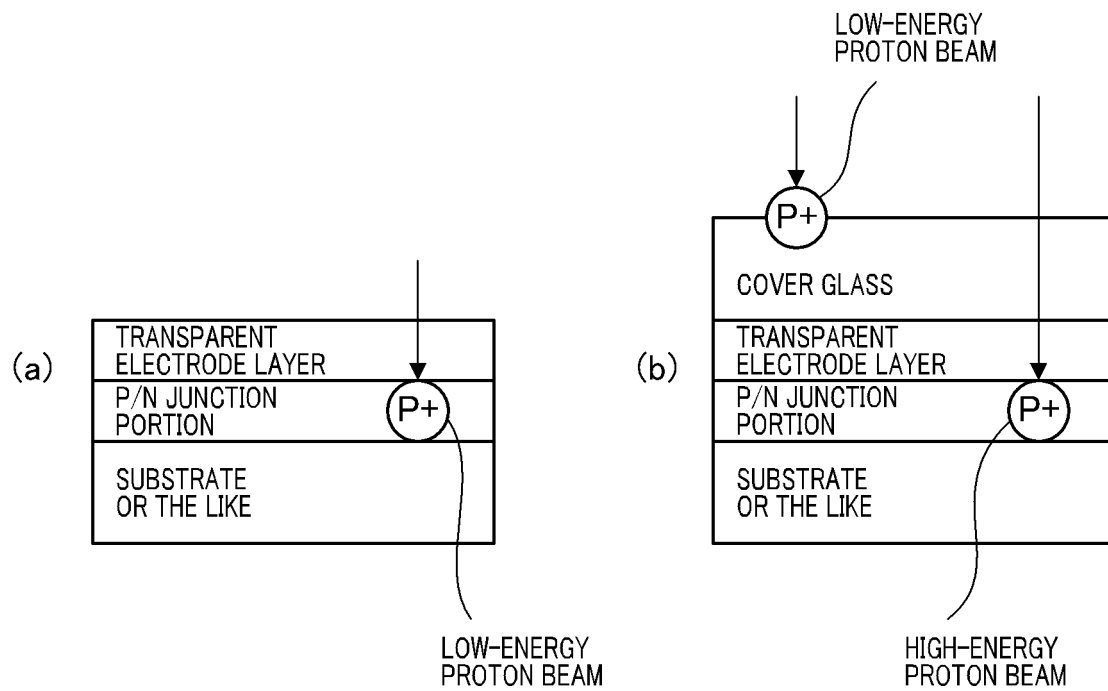 (a)
TRANSPARENT
ELECTRODE LAYER
P/N JUNCTION
PORTION
P+
SUBSTRATE
OR THE LIKE
LOW-ENERGY
PROTON BEAM
(b)
LOW-ENERGY
PROTON BEAM
P+
COVER GLASS
TRANSPARENT
ELECTRODE LAYER
P/N JUNCTION
PORTION
P+
SUBSTRATE
OR THE LIKE
HIGH-ENERGY
PROTON BEAM